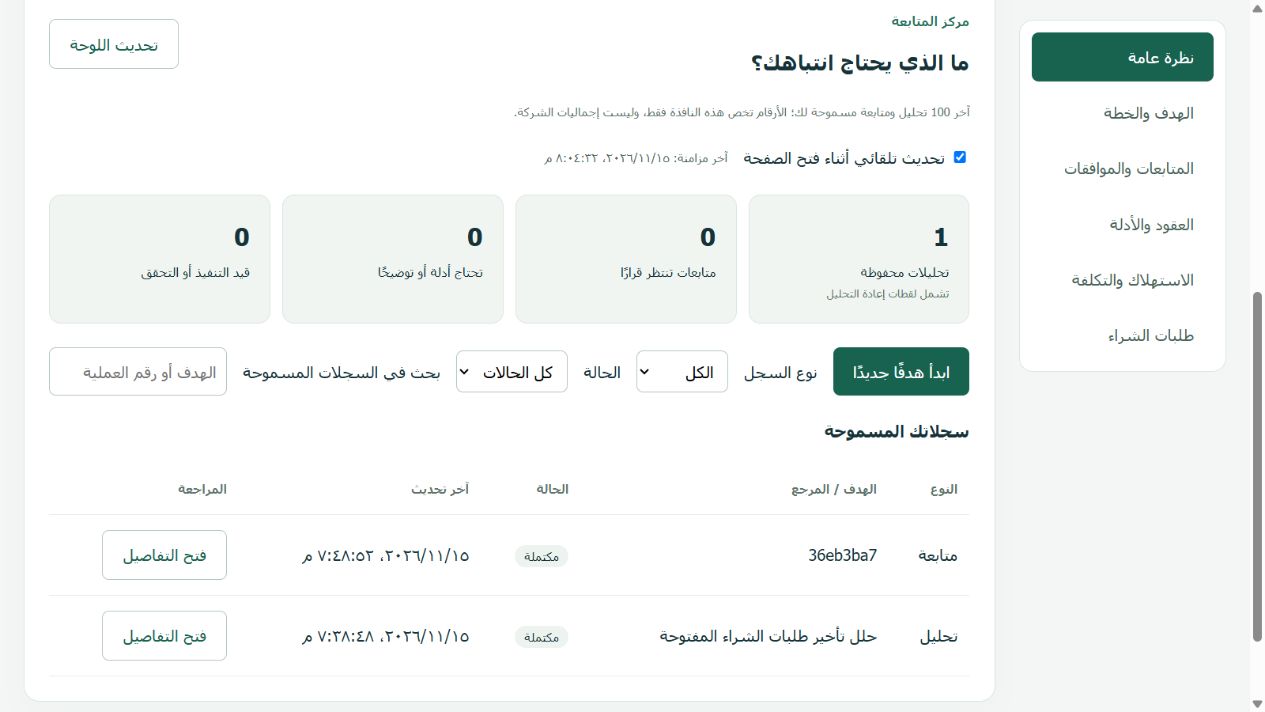 نظرة عامة
الهدف والخطة
المتابعات والموافقات
العقود والأدلة
الاستهلاك والتكلفة
طلبات الشراء
مركز المتابعة
تحديث اللوحة
ما الذي يحتاج انتباهك؟
آخر 100 تحليل ومتابعة مسموحة لك؛ الأرقام تخص هذه النافذة فقط، وليست إجماليات الشركة.
تحديث تلقائي أثناء فتح الصفحة آخر مزامنة: ٢٠٢٦/١١/١٥، ٨:٠٤:٣٢ م
1
تحليلات محفوظة
تشمل لقطات إعادة التحليل
0
متابعات تنتظر قرارًا
0
تحتاج أدلة أو توضيحًا
0
قيد التنفيذ أو التحقق
ابدأ هدفًا جديدًا نوع السجل الكل الحالة كل الحالات بحث في السجلات المسموحة الهدف أو رقم العملية
سجلاتك المسموحة
النوع الهدف / المرجع الحالة آخر تحديث المراجعة
متابعة 36eb3ba7 مكتملة ٢٠٢٦/١١/١٥، ٧:٤٨:٥٢ م فتح التفاصيل
تحليل حلل تأخير طلبات الشراء المفتوحة مكتملة ٢٠٢٦/١١/١٥، ٧:٣٨:٤٨ م فتح التفاصيل